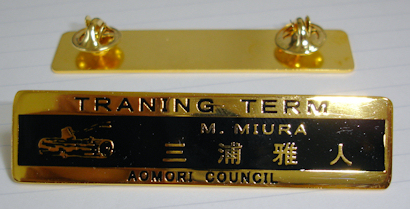 TRANING TERM
M. MIURA
三浦雅人
AOMORI COUNCIL